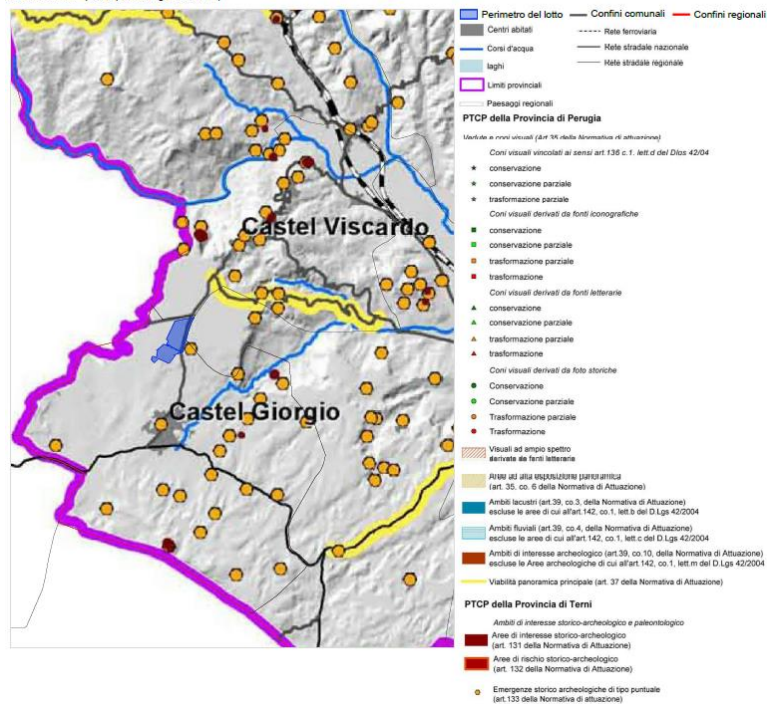 Perimetro del lotto
Confini comunali
Confini regionali
Centri abitati
Rete ferroviaria
Corsi d'acqua
Rete stradale nazionale
laghi
Rete stradale regionale
Limiti provinciali
Paesaggi regionali
PTCP della Provincia di Perugia
Vedute e coni visuali (Art.35 della Normativa di attuazione)
Coni visuali vincolati ai sensi art.136 c.1. lett.d del Dlgs 42/04
conservazione
conservazione parziale
trasformazione parziale
Coni visuali derivati da fonti iconografiche
conservazione
conservazione parziale
trasformazione parziale
trasformazione
Coni visuali derivati da fonti letterarie
conservazione
conservazione parziale
trasformazione parziale
trasformazione
Coni visuali derivati da foto storiche
Conservazione
Conservazione parziale
Trasformazione parziale
Trasformazione
Visuali ad ampio spettro
derivate da fonti letterarie
Aree ad alta esposizione panoramica
(art. 35, co. 6 della Normativa di Attuazione)
Ambiti lacustri (art.39, co.3, della Normativa di Attuazione)
escluse le aree di cui all'art.142, co.1, lett.b del D.Lgs 42/2004
Ambiti fluviali (art.39, co.4, della Normativa di Attuazione)
escluse le aree di cui all'art.142, co.1, lett.c del D.Lgs 42/2004
Ambiti di interesse archeologico (art.39, co.10, della Normativa di Attuazione)
escluse le Aree archeologiche di cui all'art.142, co.1, lett.m del D.Lgs 42/2004
Viabilità panoramica principale (art. 37 della Normativa di Attuazione)
PTCP della Provincia di Terni
Ambiti di interesse storico-archeologico e paleontologico
Aree di interesse storico-archeologico
(art. 131 della Normativa di Attuazione)
Aree di rischio storico-archeologico
(art. 132 della Normativa di Attuazione)
Emergenze storico archeologiche di tipo puntuale
(art.133 della Normativa di attuazione)
Castel Viscardo
Castel Giorgio